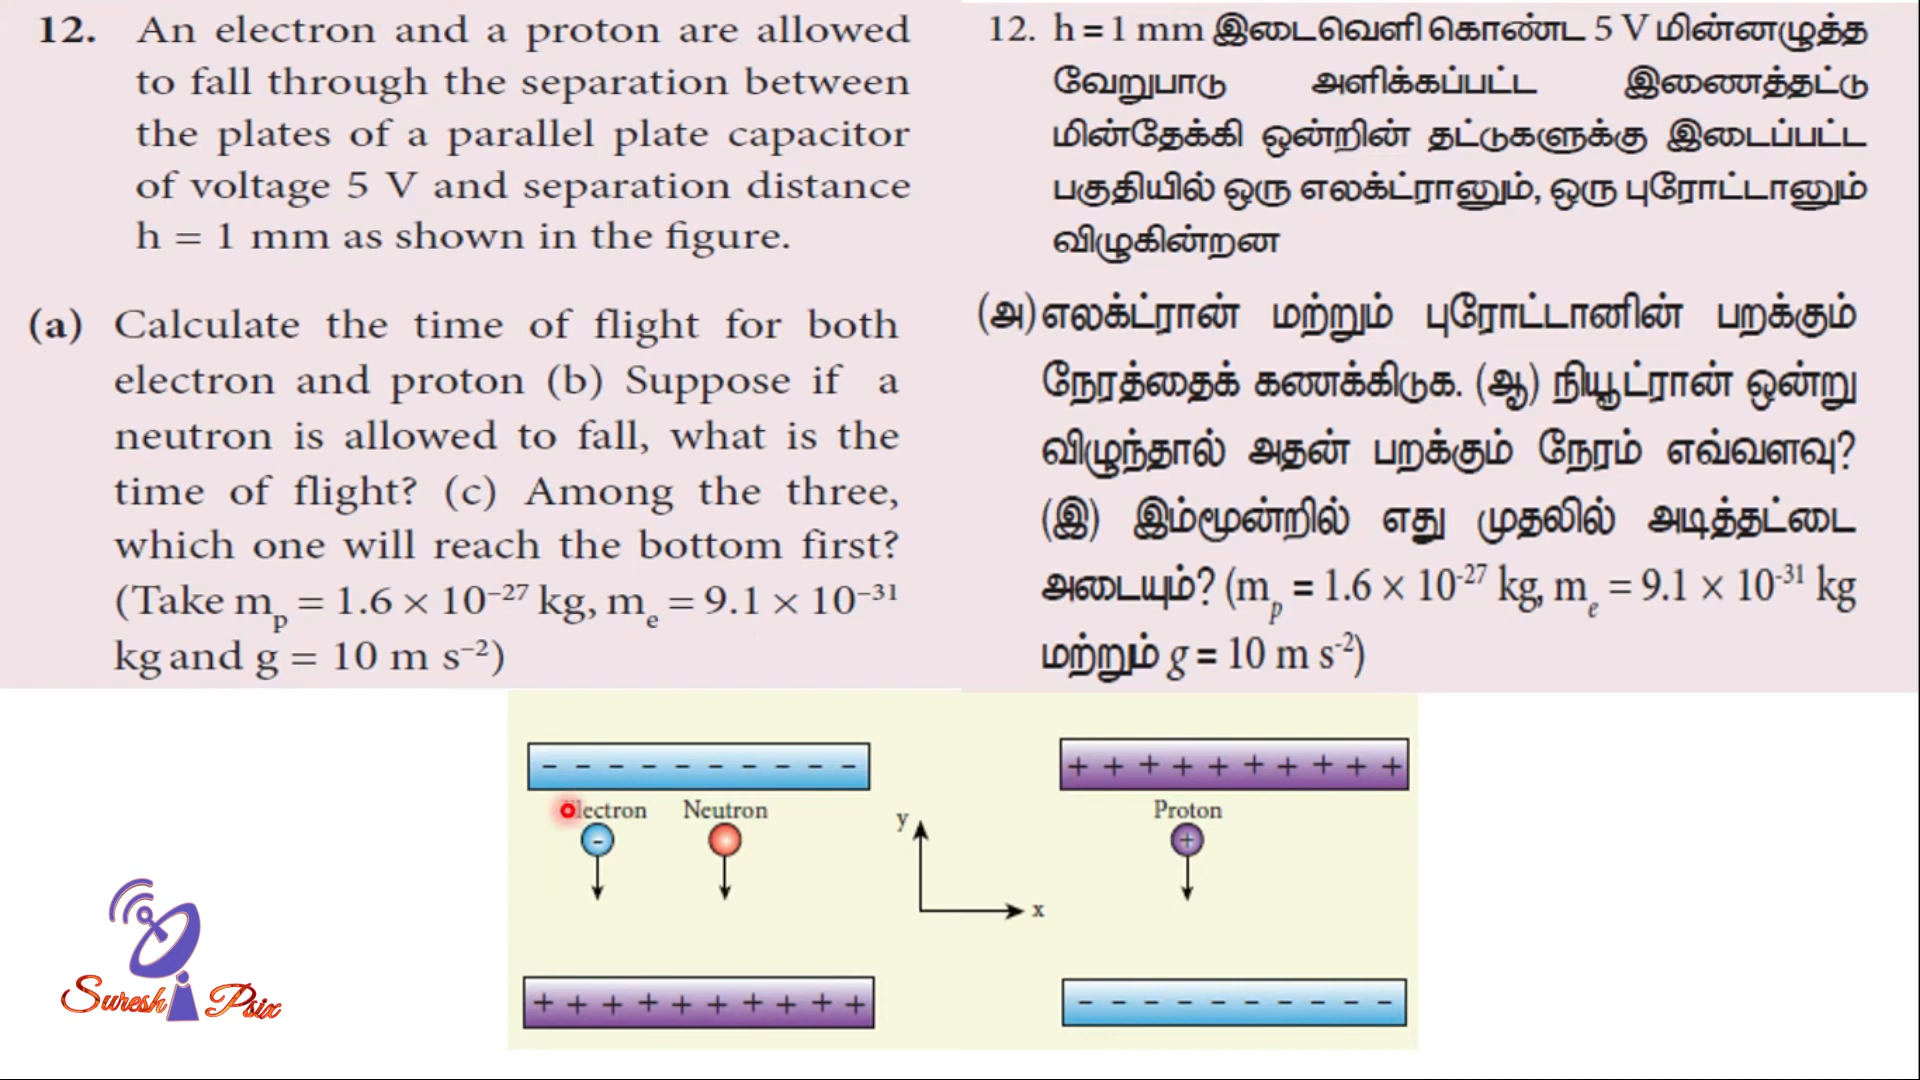 12. An electron and a proton are allowed
to fall through the separation between
the plates of a parallel plate capacitor
of voltage 5 V and separation distance
h = 1 mm as shown in the figure.
(a) Calculate the time of flight for both
electron and proton (b) Suppose if a
neutron is allowed to fall, what is the
time of flight? (c) Among the three,
which one will reach the bottom first?
(Take mₚ = 1.6 × 10⁻²⁷ kg, mₑ = 9.1 × 10⁻³¹
kg and g = 10 m s⁻²)
12. h = 1 mm இடைவெளி கொண்ட 5 V மின்னழுத்த
வேறுபாடு அளிக்கப்பட்ட இணைத்தட்டு
மின்தேக்கி ஒன்றின் தட்டுகளுக்கு இடைப்பட்ட
பகுதியில் ஒரு எலக்ட்ரானும், ஒரு புரோட்டானும்
விழுகின்றன
(அ) எலக்ட்ரான் மற்றும் புரோட்டானின் பறக்கும்
நேரத்தைக் கணக்கிடுக. (ஆ) நியூட்ரான் ஒன்று
விழுந்தால் அதன் பறக்கும் நேரம் எவ்வளவு?
(இ) இம்மூன்றில் எது முதலில் அடித்தட்டை
அடையும்? (mₚ = 1.6 × 10⁻²⁷ kg, mₑ = 9.1 × 10⁻³¹ kg
மற்றும் g = 10 m s⁻²)
- - - - - - - - - -
+ + + + + + + + + +
Electron Neutron
Proton
-
+
y
x
+ + + + + + + + + +
- - - - - - - - - -
Suresh Psix